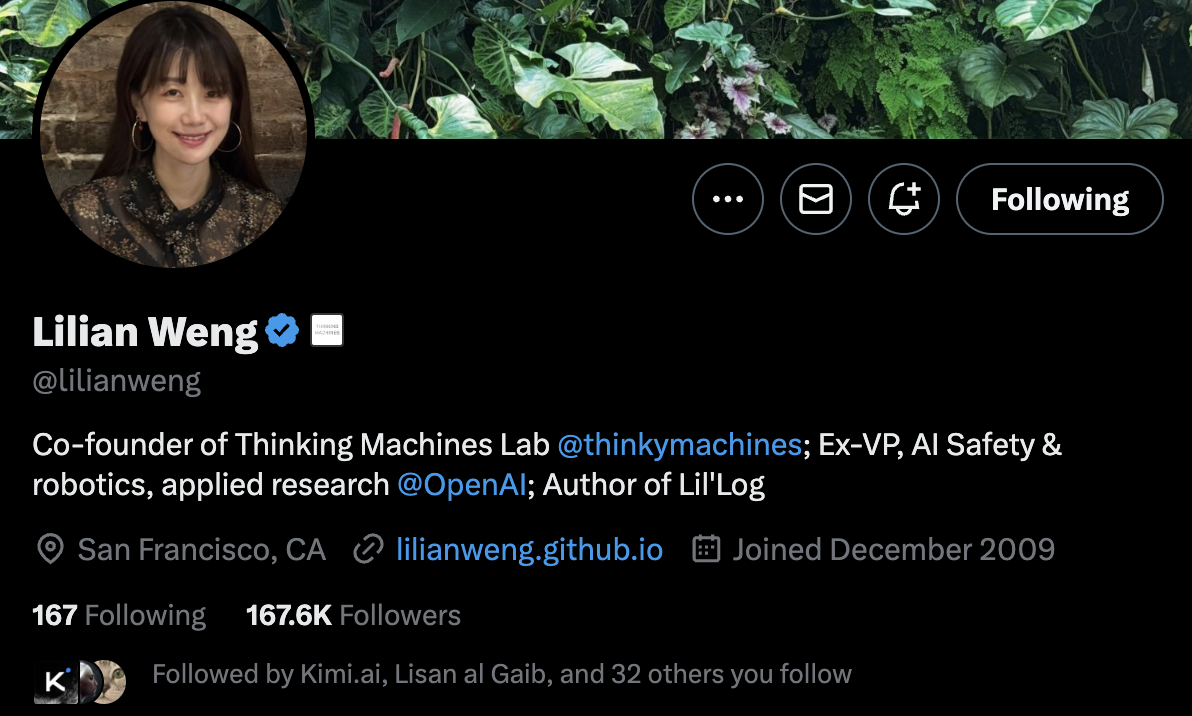 Following
Lilian Weng
THINKING MACHINES
@lilianweng
Co-founder of Thinking Machines Lab @thinkymachines; Ex-VP, AI Safety &
robotics, applied research @OpenAI; Author of Lil'Log
San Francisco, CA lilianweng.github.io Joined December 2009
167 Following 167.6K Followers
K
Followed by Kimi.ai, Lisan al Gaib, and 32 others you follow